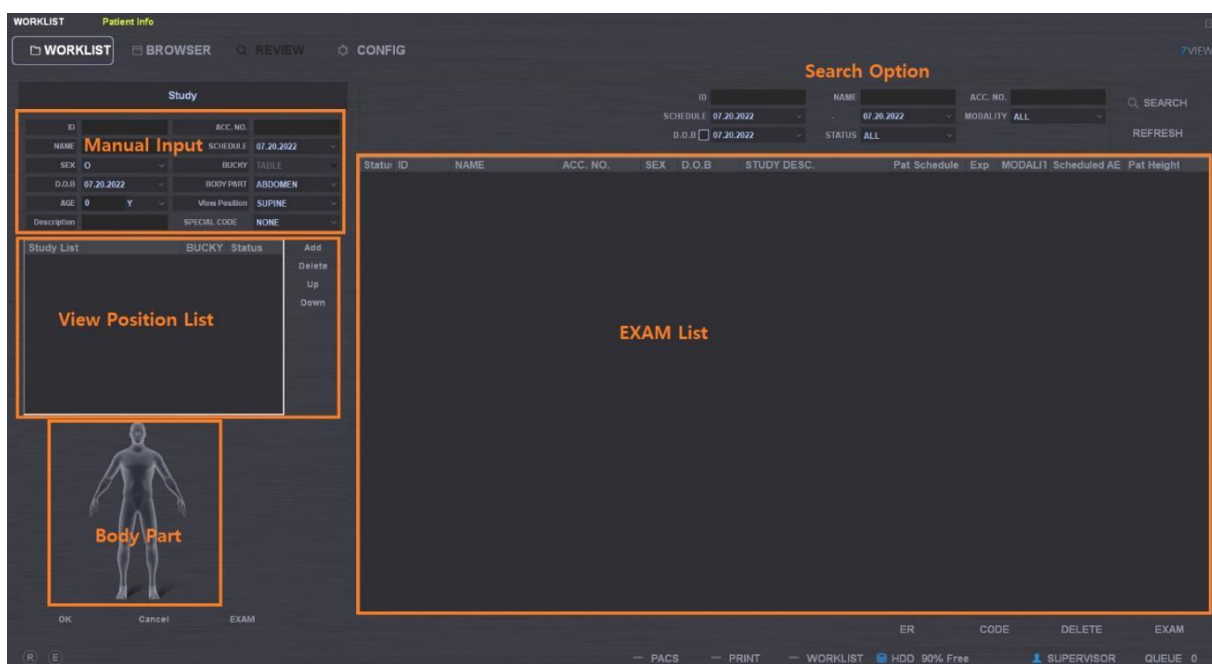 WORKLIST Patient Info
WORKLIST BROWSER REVIEW CONFIG
7VIEW
Search Option
Study
ID NAME ACC. NO. SEARCH
SCHEDULE 07.20.2022 - 07.20.2022 MODALITY ALL
D.O.B 07.20.2022 STATUS ALL REFRESH
ID ACC. NO.
NAME Manual Input SCHEDULE 07.20.2022
SEX O BUCKY TABLE
D.O.B 07.20.2022 BODY PART ABDOMEN
AGE 0 Y View Position SUPINE
Description SPECIAL CODE NONE
Status ID NAME ACC. NO. SEX D.O.B STUDY DESC. Pat Schedule Exp MODALIT Scheduled AE Pat Height
Study List BUCKY Status Add
Delete
Up
Down
View Position List
EXAM List
Body Part
OK Cancel EXAM
ER CODE DELETE EXAM
R E
PACS PRINT WORKLIST HDD 90% Free SUPERVISOR QUEUE 0